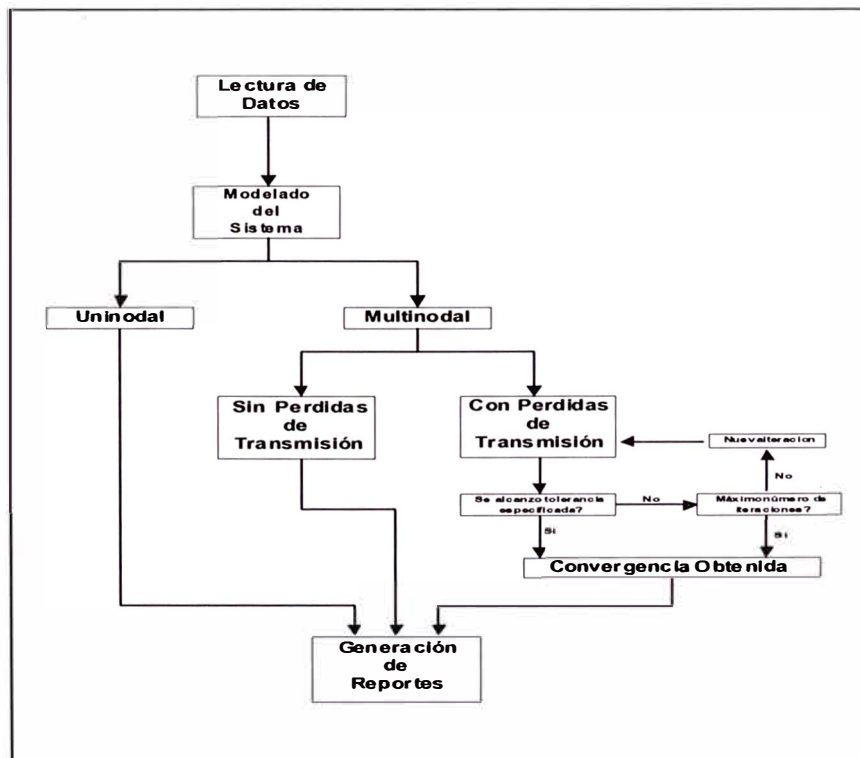 Lectura de
Datos
Modelado
del
Sistema
Uninodal
Multinodal
Sin Perdidas
de
Transmisión
Con Perdidas
de
Transmisión
Nueva iteracion
No
Se alcanzo tolerancia
especificada?
No
Máximo número de
iteraciones?
Si
Si
Convergencia Obtenida
Generación
de
Reportes